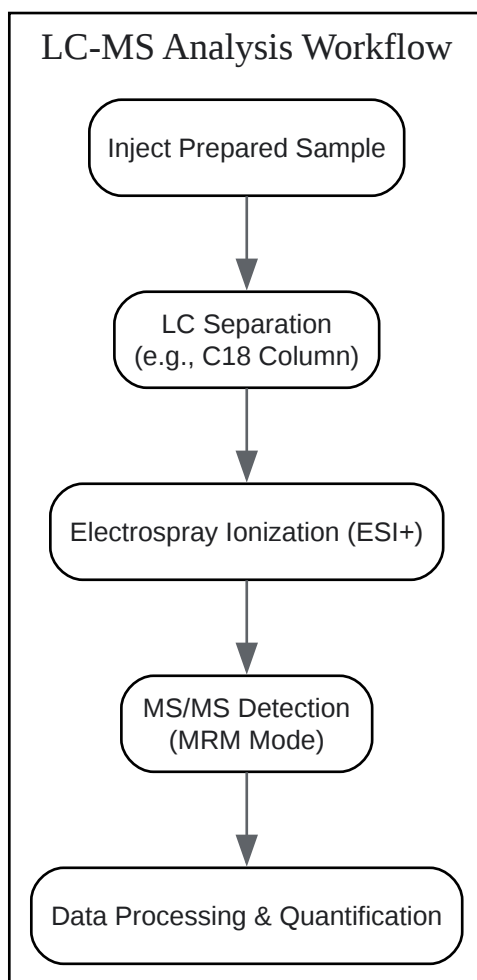 LC-MS Analysis Workflow
Inject Prepared Sample
LC Separation
(e.g., C18 Column)
Electrospray Ionization (ESI+)
MS/MS Detection
(MRM Mode)
Data Processing & Quantification